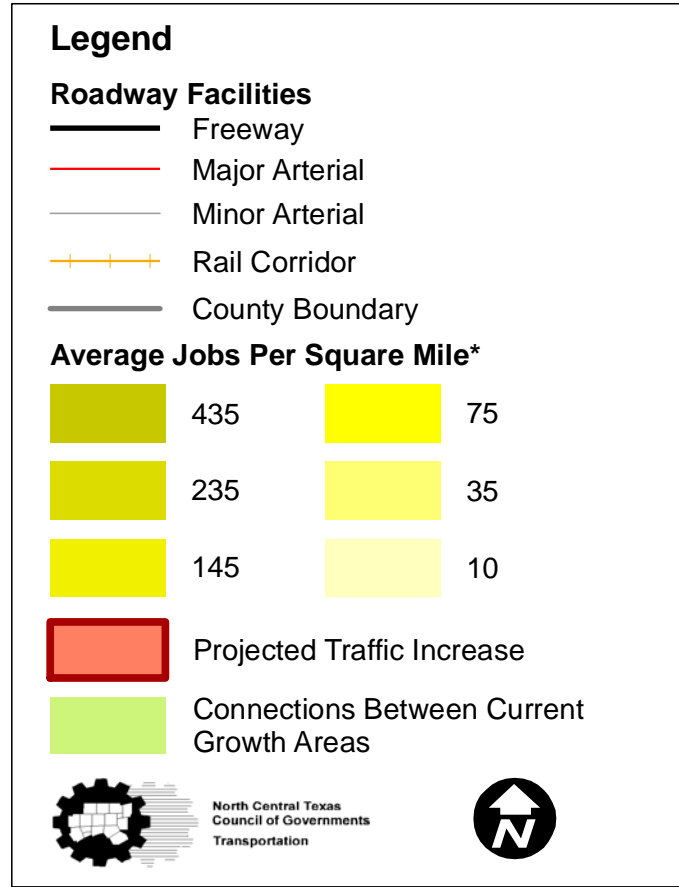 Legend
Roadway Facilities
Freeway
Major Arterial
Minor Arterial
Rail Corridor
County Boundary
Average Jobs Per Square Mile*
435
75
235
35
145
10
Projected Traffic Increase
Connections Between Current
Growth Areas
North Central Texas
Council of Governments
Transportation
N